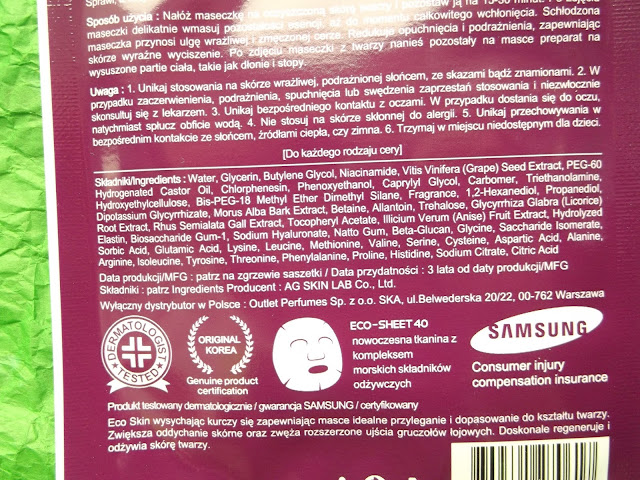 Sposób użycia : Nałóż maseczkę na oczyszczoną skórę twarzy i pozostaw ją na 15-30 minut.
maseczki delikatnie wmasuj pozostałość esencji, aż do momentu całkowitego wchłonięcia. Schłodzona
maseczka przynosi ulgę wrażliwej i zmęczonej cerze. Redukuje opuchnięcia i podrażnienia, zapewniając
skórze wyraźne wyciszenie. Po zdjęciu maseczki z twarzy nanieś pozostały na masce preparat na
wysuszone partie ciała, takie jak dłonie i stopy.
Uwaga : 1. Unikaj stosowania na skórze wrażliwej, podrażnionej słońcem, ze skazami bądź znamionami. 2. W
przypadku zaczerwienienia, podrażnienia, spuchnięcia lub swędzenia zaprzestań stosowania i niezwłocznie
skonsultuj się z lekarzem. 3. Unikaj bezpośredniego kontaktu z oczami. W przypadku dostania się do oczu,
natychmiast spłucz obficie wodą. 4. Nie stosuj na skórze skłonnej do alergii. 5. Unikaj przechowywania w
bezpośrednim kontakcie ze słońcem, źródłami ciepła, czy zimna. 6. Trzymaj w miejscu niedostępnym dla dzieci.
[Do każdego rodzaju cery]
Składniki/Ingredients : Water, Glycerin, Butylene Glycol, Niacinamide, Vitis Vinifera (Grape) Seed Extract, PEG-60
Hydrogenated Castor Oil, Chlorphenesin, Phenoxyethanol, Caprylyl Glycol, Carbomer, Triethanolamine,
Hydroxyethylcellulose, Bis-PEG-18 Methyl Ether Dimethyl Silane, Fragrance, 1,2-Hexanediol, Propanediol,
Dipotassium Glycyrrhizate, Morus Alba Bark Extract, Betaine, Allantoin, Trehalose, Glycyrrhiza Glabra (Licorice)
Root Extract, Rhus Semialata Gall Extract, Tocopheryl Acetate, Illicium Verum (Anise) Fruit Extract, Hydrolyzed
Elastin, Biosaccharide Gum-1, Sodium Hyaluronate, Natto Gum, Beta-Glucan, Glycine, Saccharide Isomerate,
Sorbic Acid, Glutamic Acid, Lysine, Leucine, Methionine, Valine, Serine, Cysteine, Aspartic Acid, Alanine,
Arginine, Isoleucine, Tyrosine, Threonine, Phenylalanine, Proline, Histidine, Sodium Citrate, Citric Acid
Data produkcji/MFG : patrz na zgrzewie saszetki / Data przydatności : 3 lata od daty produkcji/MFG
Składniki : patrz Ingredients Producent : AG SKIN LAB Co., Ltd.
Wyłączny dystrybutor w Polsce : Outlet Perfumes Sp. z o.o. SKA, ul.Belwederska 20/22, 00-762 Warszawa
DERMATOLOGIST
TESTED
ORIGINAL
KOREA
Genuine product
certification
ECO-SHEET 40
nowoczesna tkanina z
kompleksem
morskich składników
odżywczych
SAMSUNG
Consumer injury
compensation insurance
Produkt testowany dermatologicznie / gwarancja SAMSUNG / certyfikowany
Eco Skin wysychając kurczy się zapewniając masce idealne przyleganie i dopasowanie do kształtu twarzy.
Zwiększa oddychanie skórne oraz zwęża rozszerzone ujścia gruczołów łojowych. Doskonale regeneruje i
odżywia skórę twarzy.